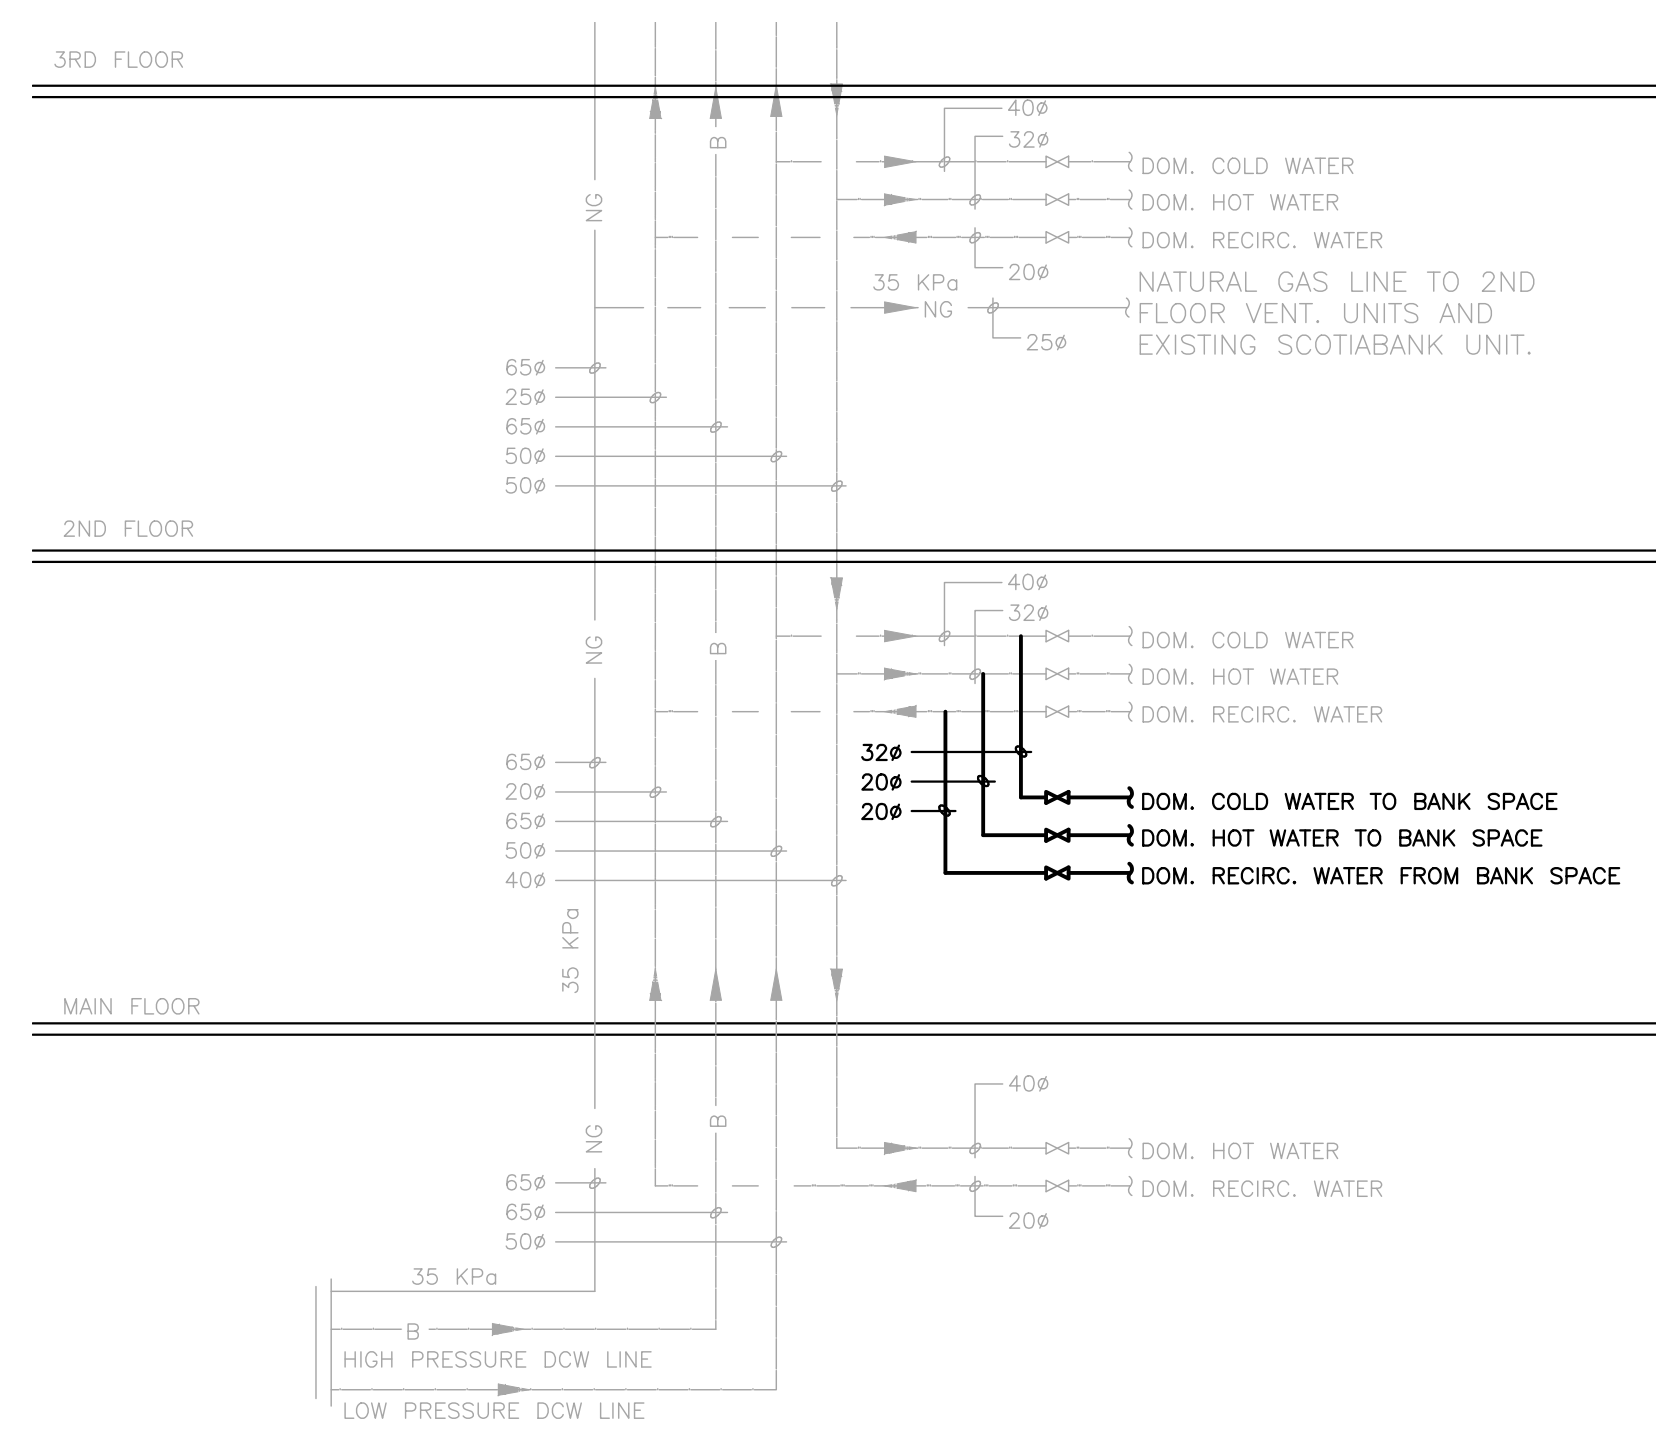 3RD FLOOR
40ø
32ø
B
DOM. COLD WATER
NG
DOM. HOT WATER
DOM. RECIRC. WATER
20ø
35 KPa
NG
NATURAL GAS LINE TO 2ND
FLOOR VENT. UNITS AND
EXISTING SCOTIABANK UNIT.
25ø
65ø
25ø
65ø
50ø
50ø
2ND FLOOR
40ø
32ø
NG
B
DOM. COLD WATER
DOM. HOT WATER
DOM. RECIRC. WATER
65ø
20ø
65ø
50ø
40ø
32ø
20ø
20ø
DOM. COLD WATER TO BANK SPACE
DOM. HOT WATER TO BANK SPACE
DOM. RECIRC. WATER FROM BANK SPACE
35 KPa
MAIN FLOOR
40ø
B
NG
DOM. HOT WATER
DOM. RECIRC. WATER
20ø
65ø
65ø
50ø
35 KPa
B
HIGH PRESSURE DCW LINE
LOW PRESSURE DCW LINE